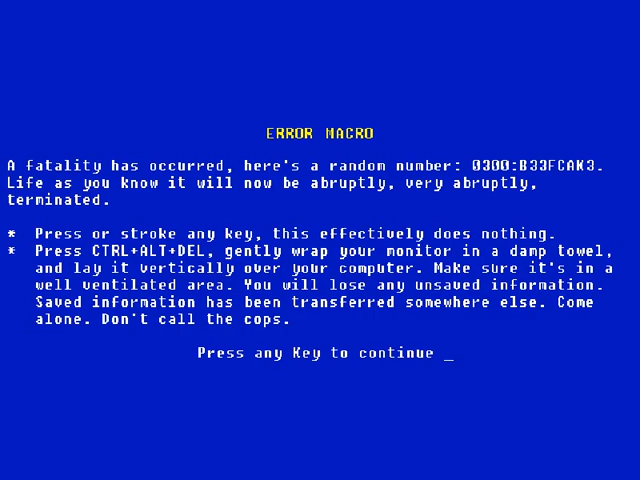 ERROR MACRO
A fatality has occurred, here's a random number: 0300:B33FCAK3.
Life as you know it will now be abruptly, very abruptly,
terminated.
* Press or stroke any key, this effectively does nothing.
* Press CTRL+ALT+DEL, gently wrap your monitor in a damp towel,
and lay it vertically over your computer. Make sure it's in a
well ventilated area. You will lose any unsaved information.
Saved information has been transferred somewhere else. Come
alone. Don't call the cops.
Press any Key to continue _